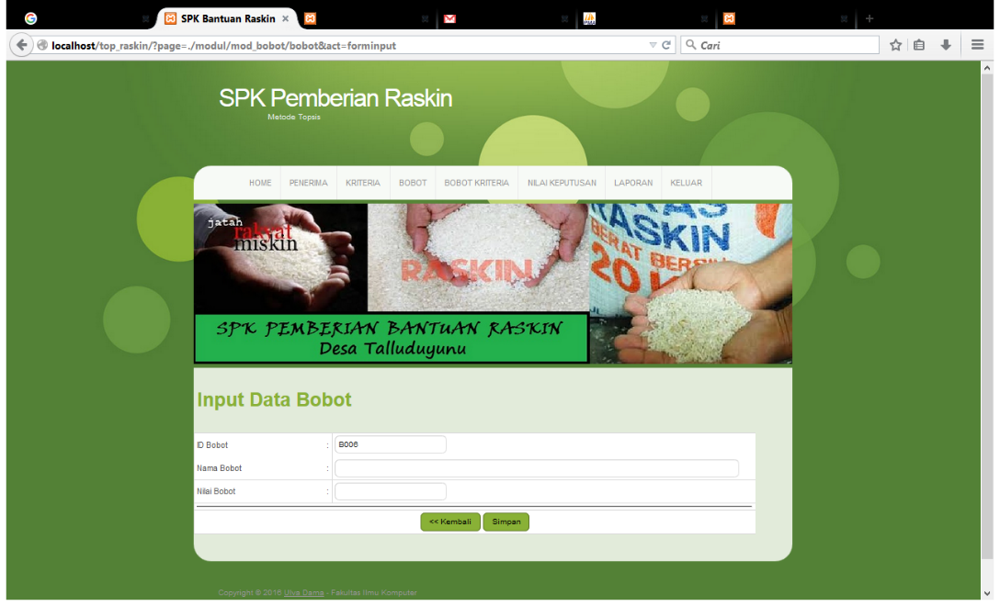 SPK Bantuan Raskin ×
localhost/top_raskin/?page=./modul/mod_bobot/bobot&act=forminput
Cari
SPK Pemberian Raskin
Metode Topsis
HOME PENERIMA KRITERIA BOBOT BOBOT KRITERIA NILAI KEPUTUSAN LAPORAN KELUAR
jatah
rakyat
miskin
RASKIN
RASKIN
BERAT BERSIH
20
SPK PEMBERIAN BANTUAN RASKIN
Desa Talluduyunu
Input Data Bobot
ID Bobot : B006
Nama Bobot :
Nilai Bobot :
<< Kembali Simpan
Copyright © 2016 Ulva Dama - Fakultas Ilmu Komputer